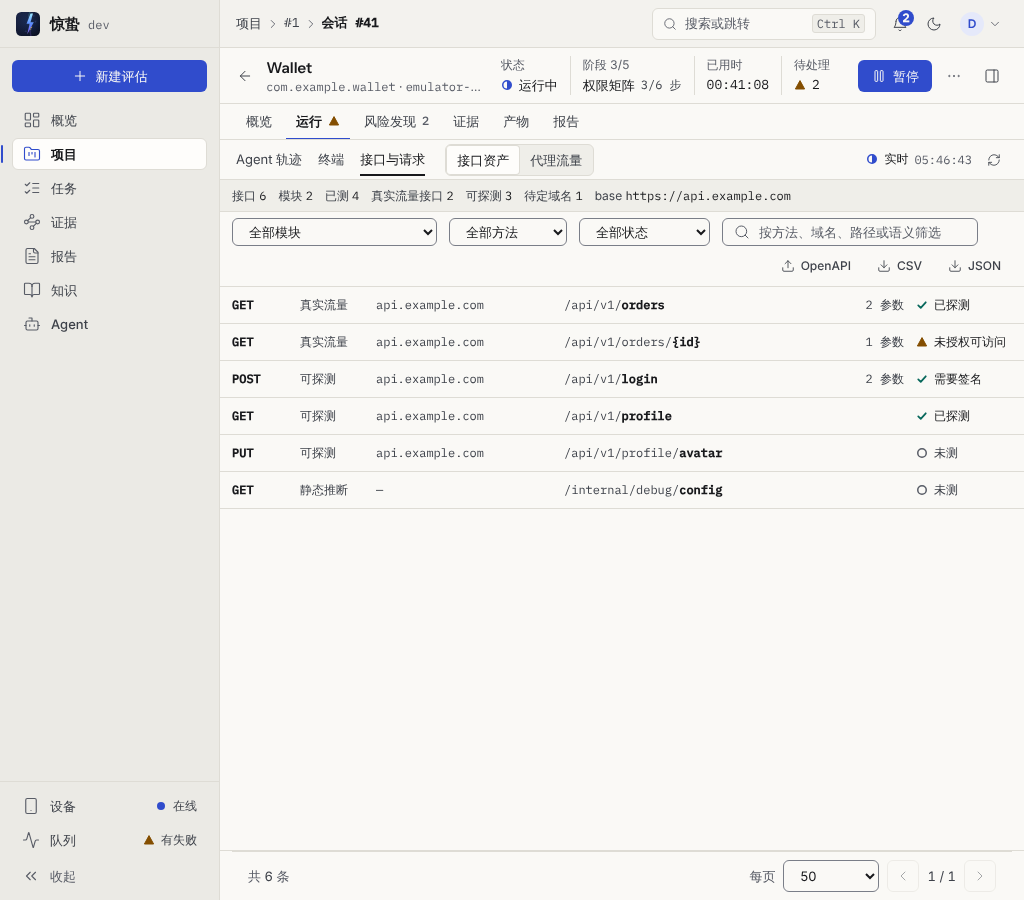 惊蛰 dev
项目 > #1 > 会话 #41
搜索或跳转 Ctrl K
2
D
新建评估
概览
项目
任务
证据
报告
知识
Agent
设备 在线
队列 有失败
收起
Wallet
com.example.wallet · emulator-…
状态
运行中
阶段 3/5
权限矩阵 3/6 步
已用时
00:41:08
待处理
2
暂停
概览 运行 风险发现 2 证据 产物 报告
Agent 轨迹 终端 接口与请求 接口资产 代理流量 实时 05:46:43
接口 6 模块 2 已测 4 真实流量接口 2 可探测 3 待定域名 1 base https://api.example.com
全部模块 全部方法 全部状态 按方法、域名、路径或语义筛选
OpenAPI CSV JSON
GET 真实流量 api.example.com /api/v1/orders 2 参数 已探测
GET 真实流量 api.example.com /api/v1/orders/{id} 1 参数 未授权可访问
POST 可探测 api.example.com /api/v1/login 2 参数 需要签名
GET 可探测 api.example.com /api/v1/profile 已探测
PUT 可探测 api.example.com /api/v1/profile/avatar 未测
GET 静态推断 — /internal/debug/config 未测
共 6 条 每页 50 1 / 1